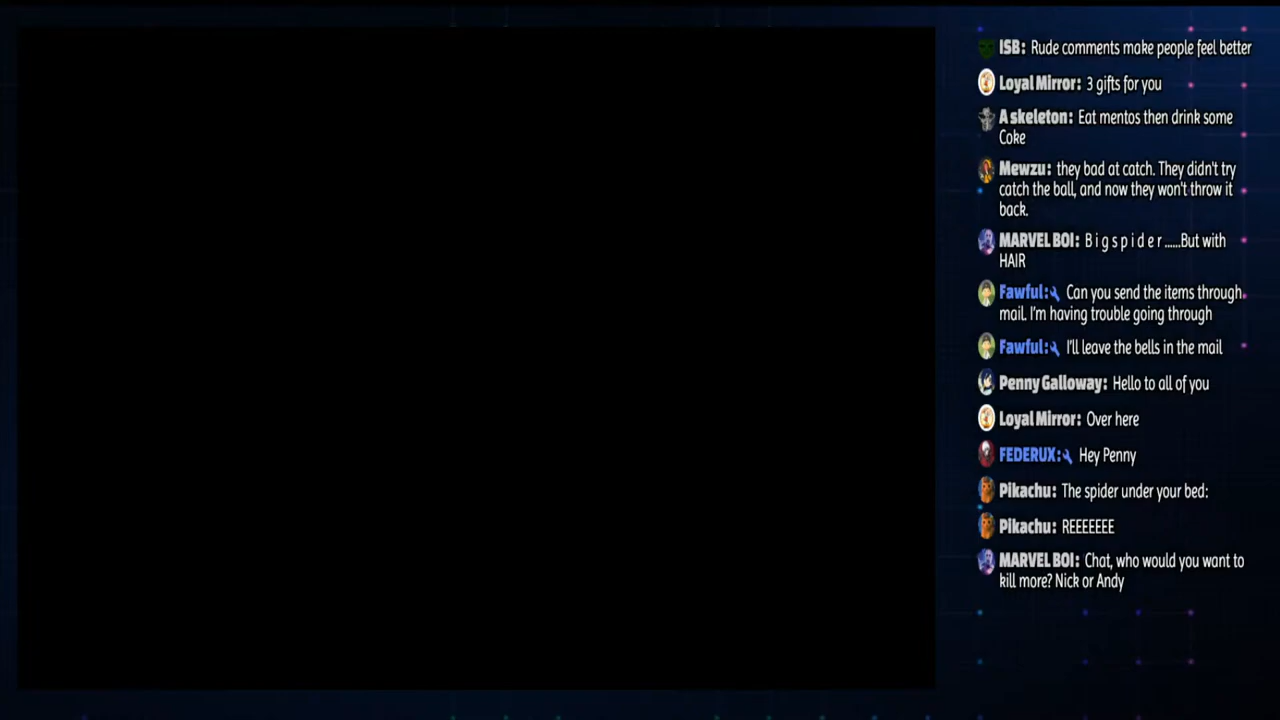 ISB: Rude comments make people feel better
Loyal Mirror: 3 gifts for you
A skeleton: Eat mentos then drink some
Coke
Mewzu: they bad at catch. They didn't try
catch the ball, and now they won't throw it
back.
MARVEL BOI: B i g s p i d e r ......But with
HAIR
Fawful: Can you send the items through
mail. I'm having trouble going through
Fawful: I'll leave the bells in the mail
Penny Galloway: Hello to all of you
Loyal Mirror: Over here
FEDERUX: Hey Penny
Pikachu: The spider under your bed:
Pikachu: REEEEEEE
MARVEL BOI: Chat, who would you want to
kill more? Nick or Andy